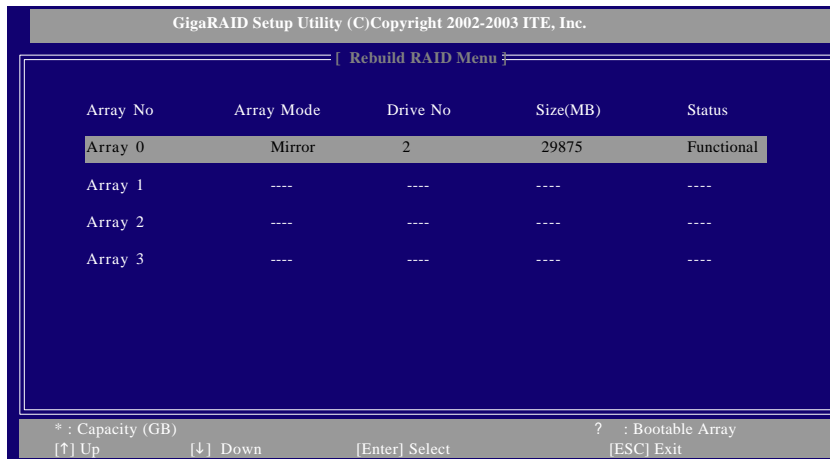 GigaRAID Setup Utility (C)Copyright 2002-2003 ITE, Inc.
[ Rebuild RAID Menu ]
Array No Array Mode Drive No Size(MB) Status
Array 0 Mirror 2 29875 Functional
Array 1 ---- ---- ---- ----
Array 2 ---- ---- ---- ----
Array 3 ---- ---- ---- ----
* : Capacity (GB) ? : Bootable Array
[↑] Up [↓] Down [Enter] Select [ESC] Exit